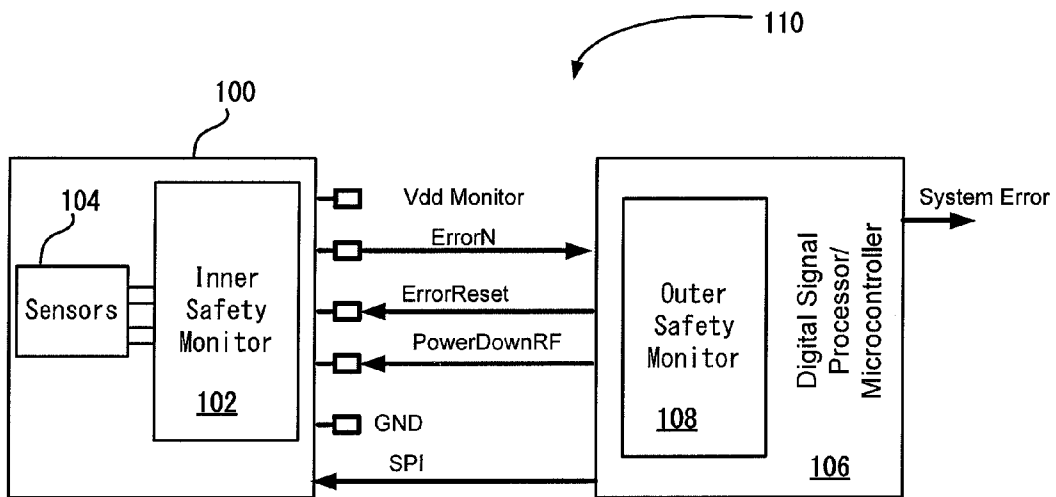 110
100
104
Sensors
Inner
Safety
Monitor
102
Vdd Monitor
ErrorN
ErrorReset
PowerDownRF
GND
SPI
Outer
Safety
Monitor
108
Digital Signal
Processor/
Microcontroller
106
System Error